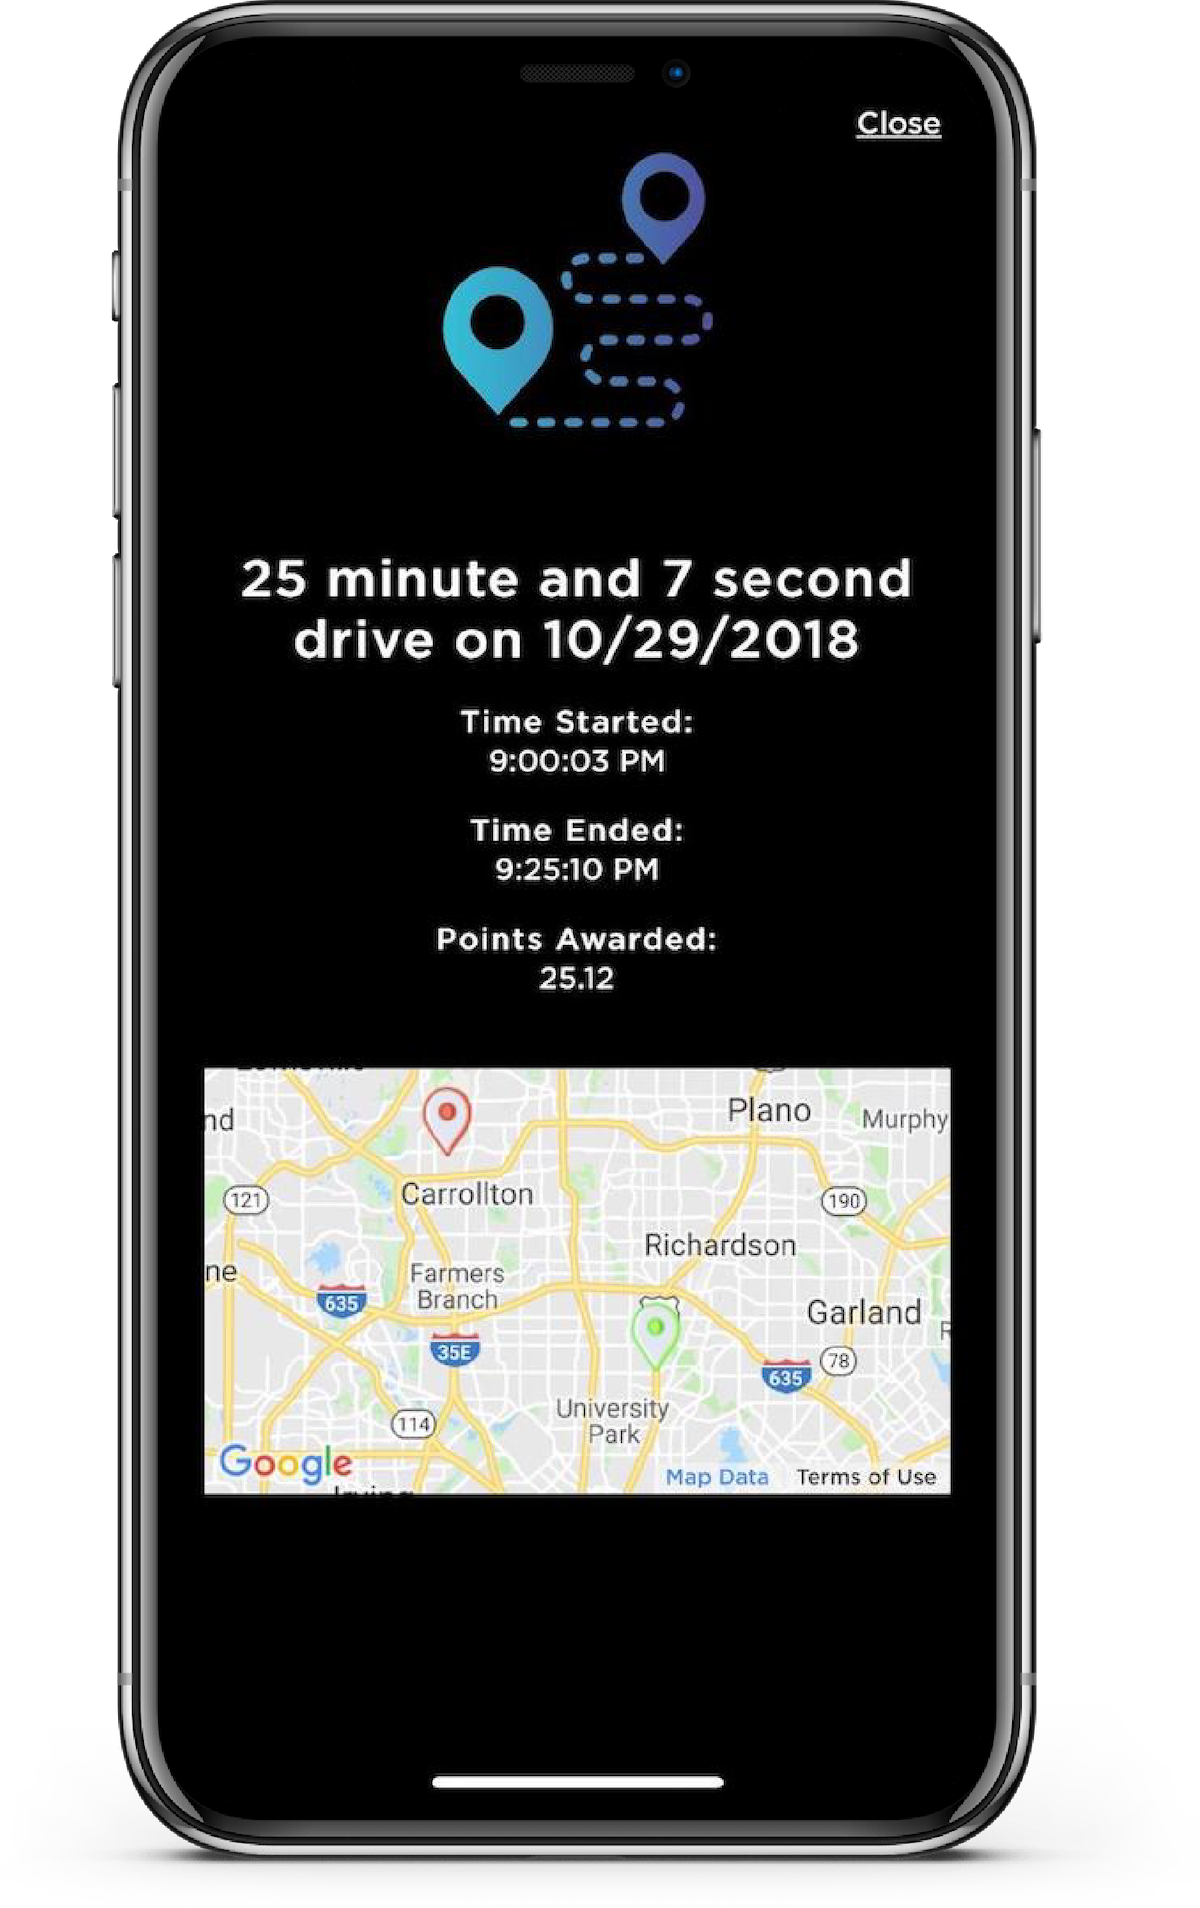 Close
25 minute and 7 second
drive on 10/29/2018
Time Started:
9:00:03 PM
Time Ended:
9:25:10 PM
Points Awarded:
25.12
Plano
nd
Murphy
Carrollton
121
190
Richardson
ne
Farmers
Branch
635
Garland
35E
78
635
University
Park
114
Google
Map Data
Terms of Use